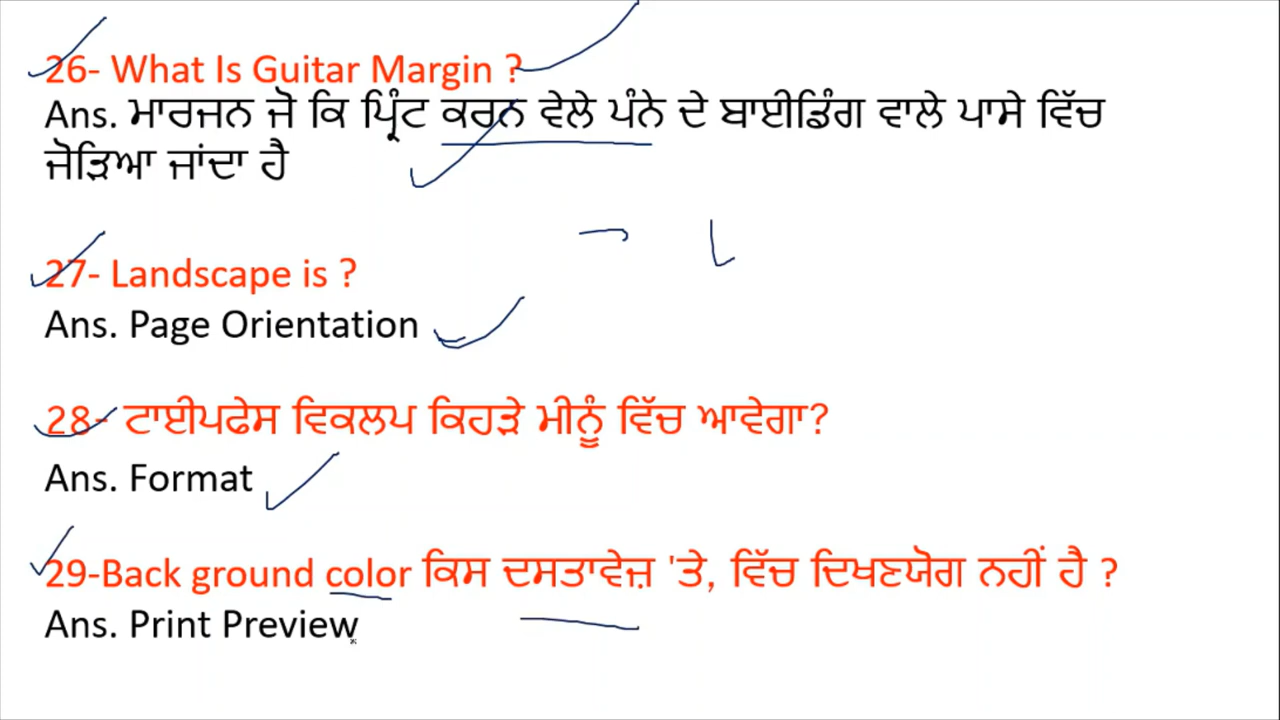 26- What Is Guitar Margin ?
Ans. ਮਾਰਜਨ ਜੋ ਕਿ ਪ੍ਰਿੰਟ ਕਰਨ ਵੇਲੇ ਪੰਨੇ ਦੇ ਬਾਈਡਿੰਗ ਵਾਲੇ ਪਾਸੇ ਵਿੱਚ
ਜੋੜਿਆ ਜਾਂਦਾ ਹੈ
27- Landscape is ?
Ans. Page Orientation
28- ਟਾਈਪਫੇਸ ਵਿਕਲਪ ਕਿਹੜੇ ਮੀਨੂੰ ਵਿੱਚ ਆਵੇਗਾ?
Ans. Format
29-Back ground color ਕਿਸ ਦਸਤਾਵੇਜ਼ 'ਤੇ, ਵਿੱਚ ਦਿਖਣਯੋਗ ਨਹੀਂ ਹੈ ?
Ans. Print Preview